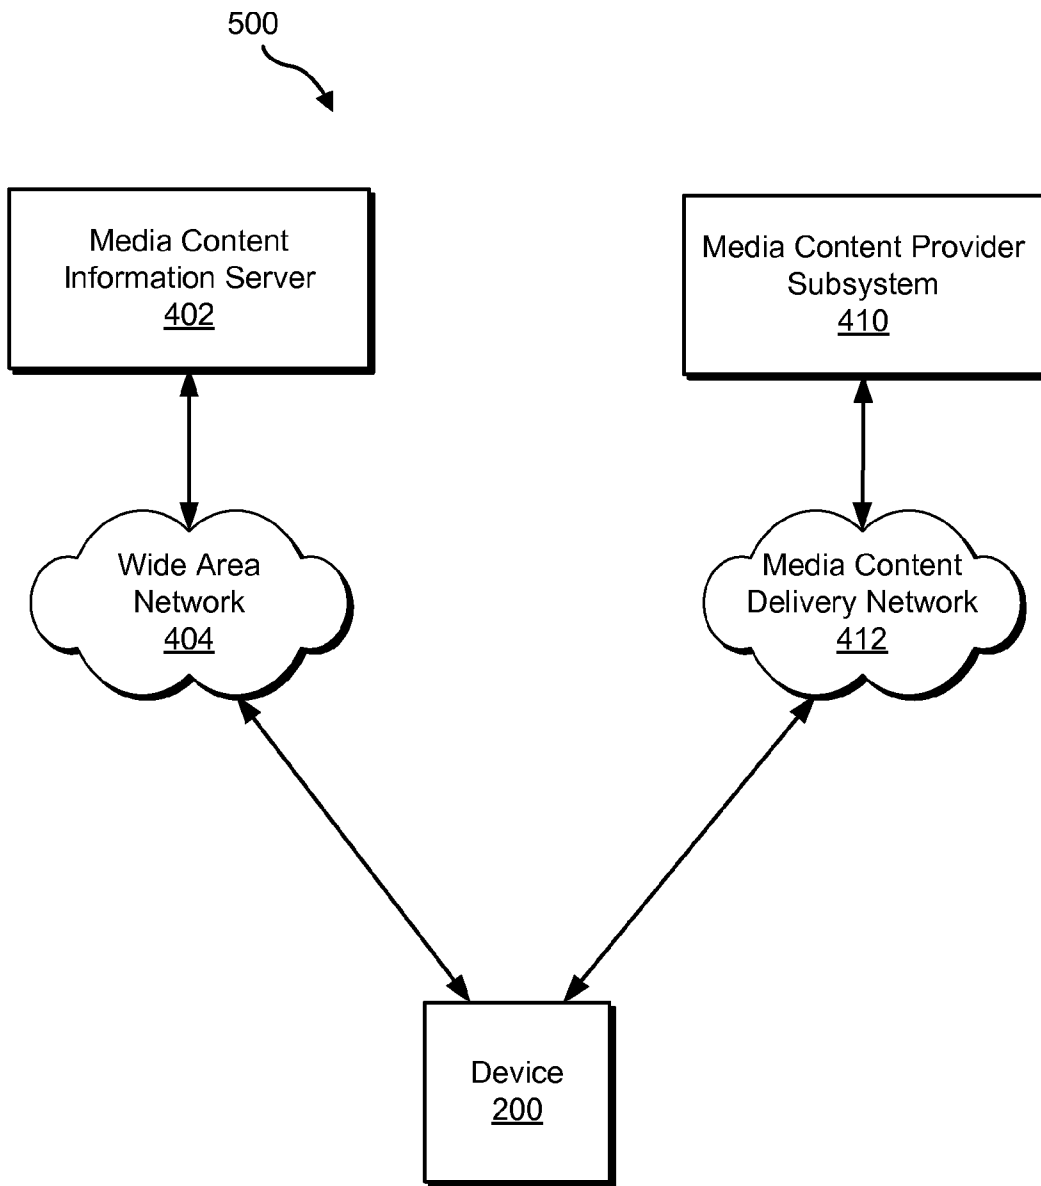 500
Media Content
Information Server
402
Media Content Provider
Subsystem
410
Wide Area
Network
404
Media Content
Delivery Network
412
Device
200